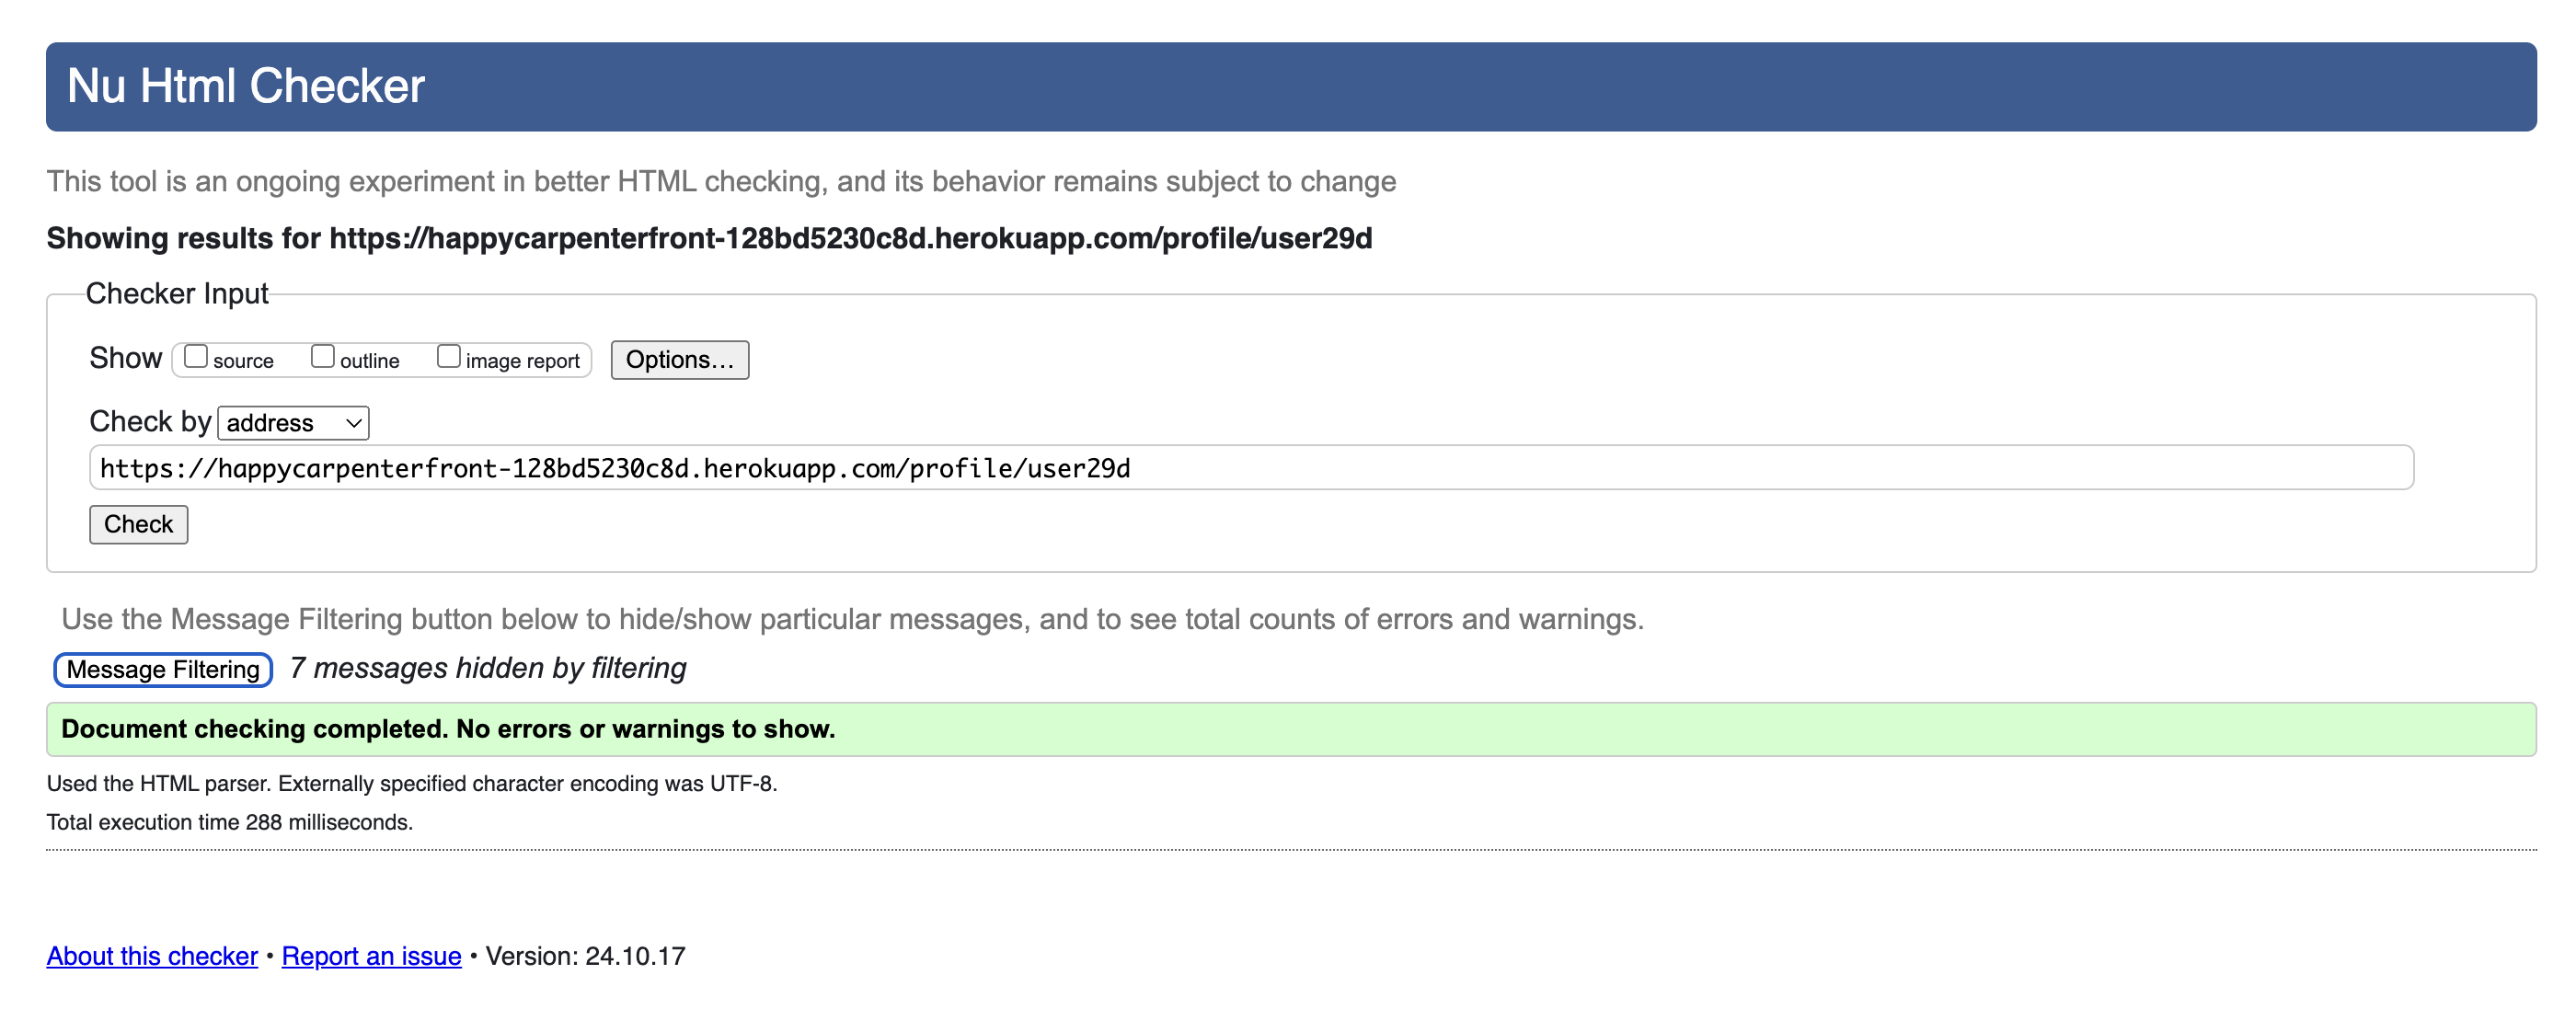 Nu Html Checker
This tool is an ongoing experiment in better HTML checking, and its behavior remains subject to change
Showing results for https://happycarpenterfront-128bd5230c8d.herokuapp.com/profile/user29d
Checker Input
Show source outline image report Options...
Check by address
https://happycarpenterfront-128bd5230c8d.herokuapp.com/profile/user29d
Check
Use the Message Filtering button below to hide/show particular messages, and to see total counts of errors and warnings.
Message Filtering 7 messages hidden by filtering
Document checking completed. No errors or warnings to show.
Used the HTML parser. Externally specified character encoding was UTF-8.
Total execution time 288 milliseconds.
About this checker • Report an issue • Version: 24.10.17